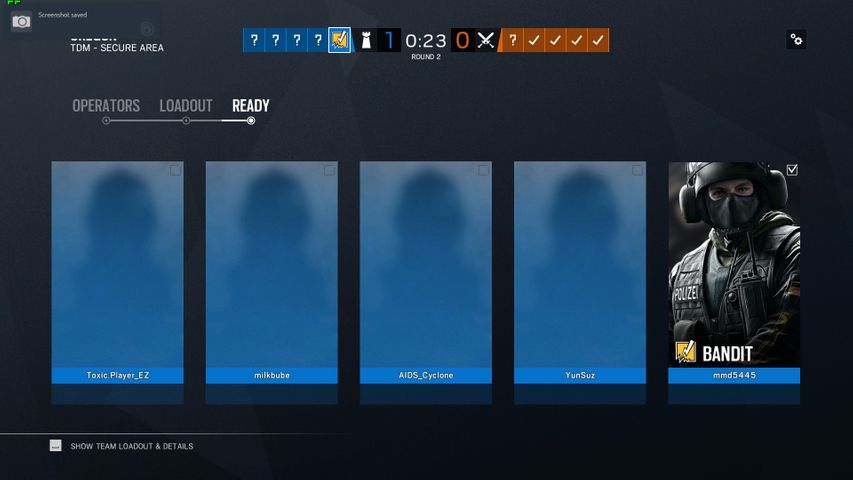 Screenshot saved
TDM - SECURE AREA
? ? ? ? 1 0:23 0 ?
ROUND 2
OPERATORS LOADOUT READY
POLIZEI
BANDIT
Toxic.Player_EZ milkbube AIDS_Cyclone YunSuz mmd5445
SHOW TEAM LOADOUT & DETAILS